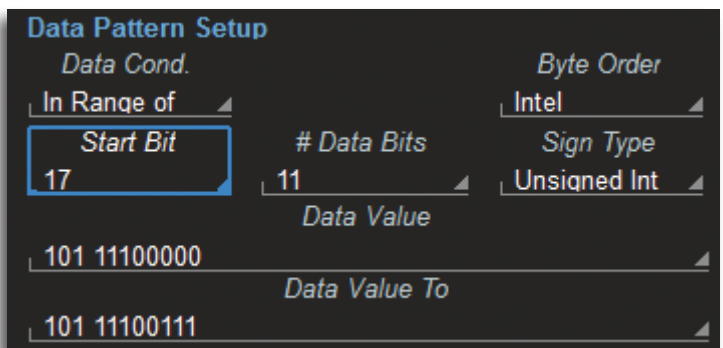 Data Pattern Setup
Data Cond.
Byte Order
In Range of
Intel
Start Bit
# Data Bits
Sign Type
17
11
Unsigned Int
Data Value
101 11100000
Data Value To
101 11100111